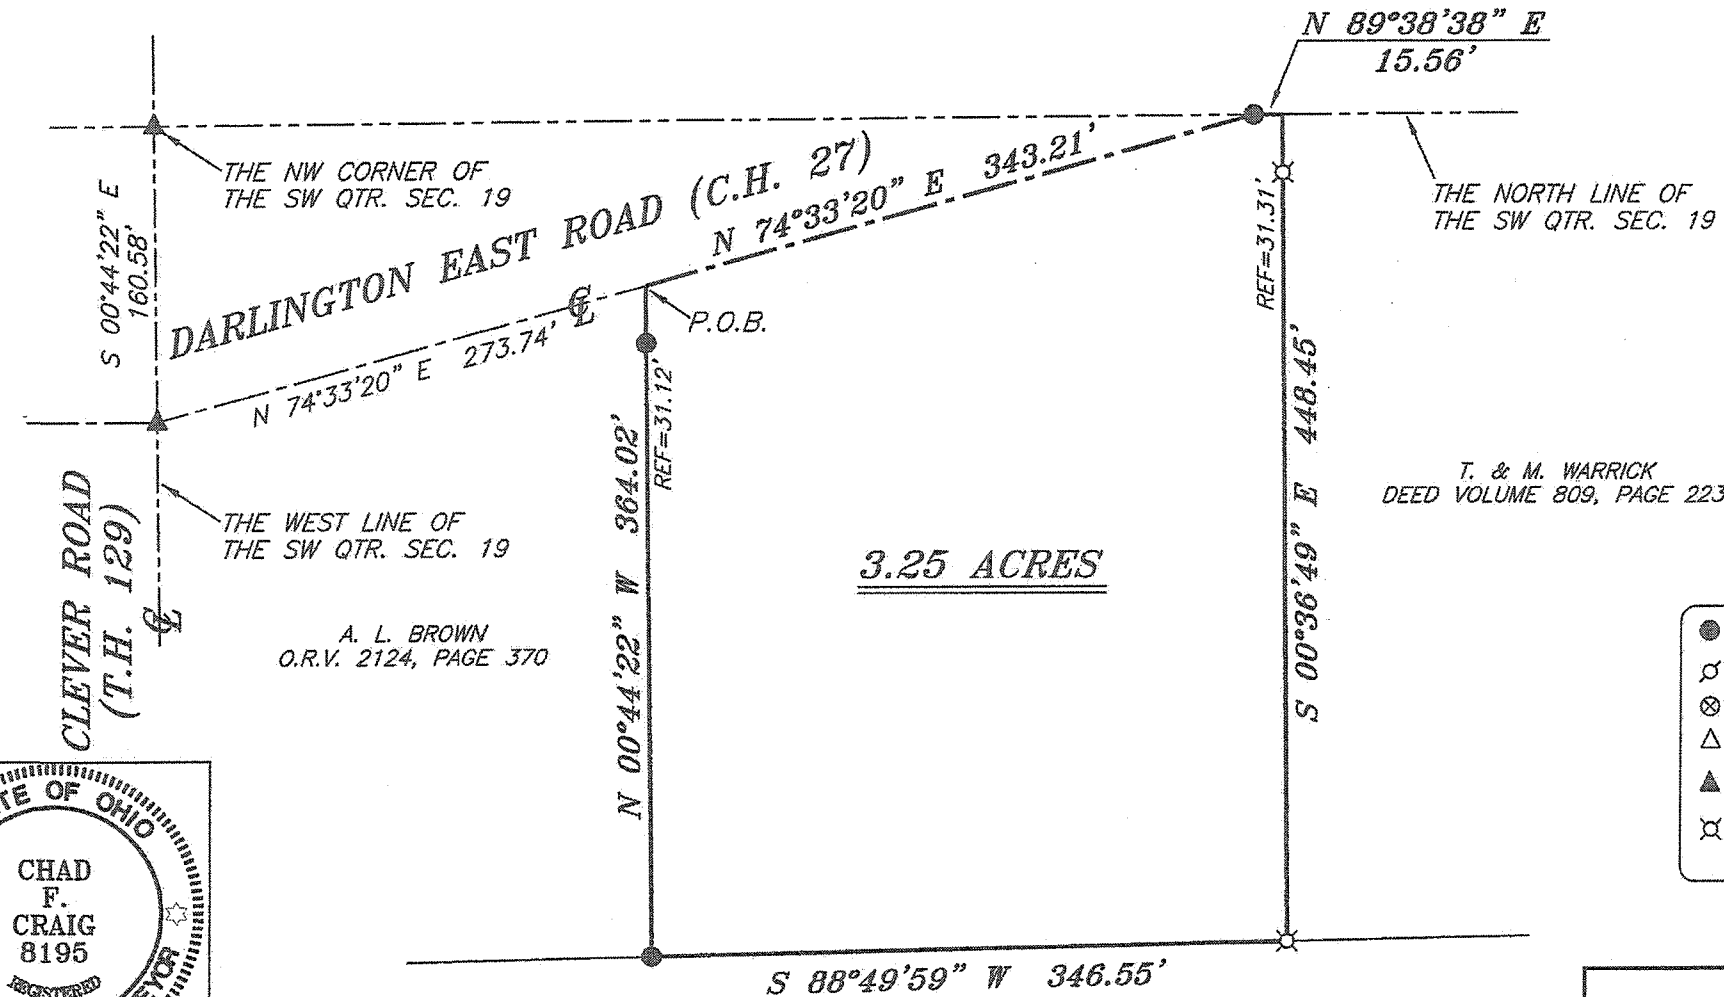 N 89°38'38" E
15.56'
THE NW CORNER OF
THE SW QTR. SEC. 19
S 00°44'22" E
160.58'
DARLINGTON EAST ROAD (C.H. 27)
N 74°33'20" E 343.21'
N 74°33'20" E 273.74'
℄
P.O.B.
REF=31.31'
THE NORTH LINE OF
THE SW QTR. SEC. 19
REF=31.12'
N 00°44'22" W 364.02'
S 00°36'49" E 448.45'
T. & M. WARRICK
DEED VOLUME 809, PAGE 223
CLEVER ROAD
(T.H. 129)
℄
THE WEST LINE OF
THE SW QTR. SEC. 19
3.25 ACRES
A. L. BROWN
O.R.V. 2124, PAGE 370
TE OF OHIO
CHAD
F.
CRAIG
8195
REGISTERED
YOR
S 88°49'59" W 346.55'